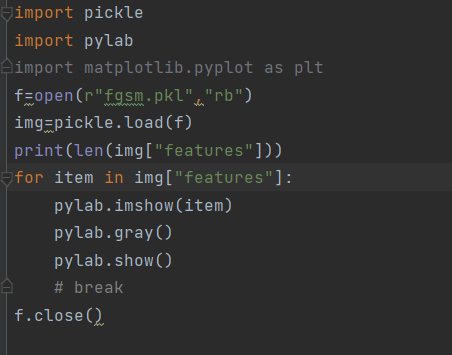 import pickle
import pylab
import matplotlib.pyplot as plt
f=open(r"fgsm.pkl","rb")
img=pickle.load(f)
print(len(img["features"]))
for item in img["features"]:
    pylab.imshow(item)
    pylab.gray()
    pylab.show()
    # break
f.close()